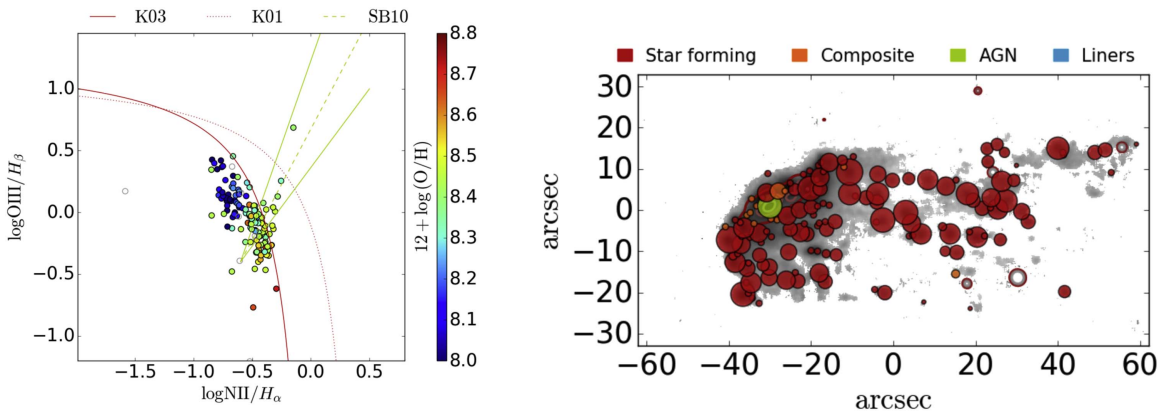 K03 K01 SB10
1.0
0.5
0.0
−0.5
1.0
logOIII/Hβ
−1.5 −1.0 −0.5 0.0 0.5
logNII/Hα
8.8
8.7
8.6
8.5
8.4
8.3
8.2
8.1
8.0
12+log(O/H)
Star forming Composite AGN Liners
30
20
10
0
−10
−20
−30
arcsec
−60 −40 −20 0 20 40 60
arcsec